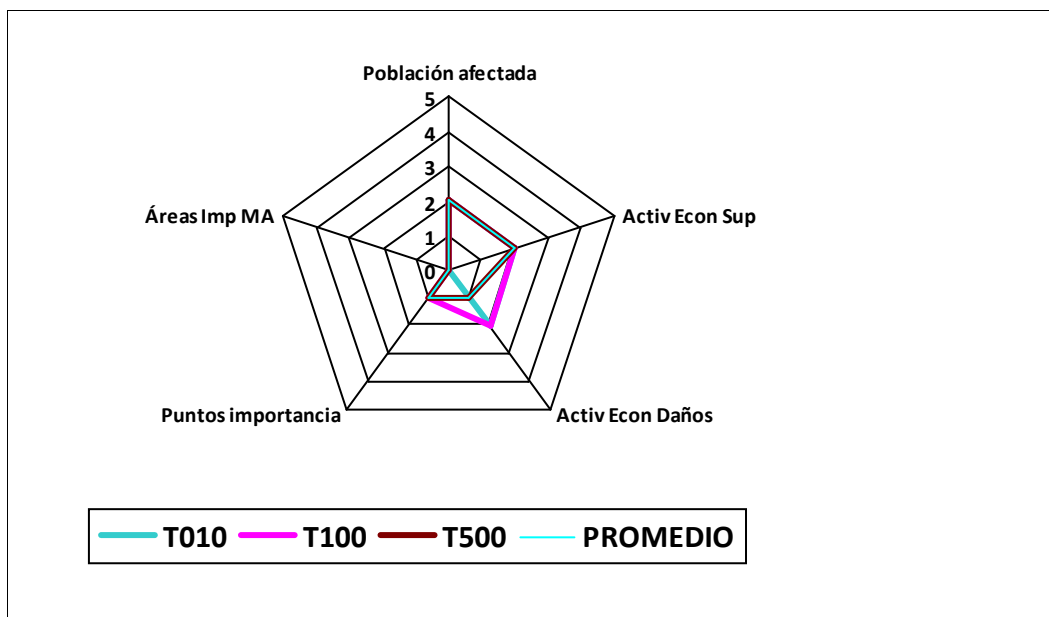 Población afectada
5
4
3
2
1
0
Áreas Imp MA
Activ Econ Sup
Puntos importancia
Activ Econ Daños
T010 T100 T500 PROMEDIO